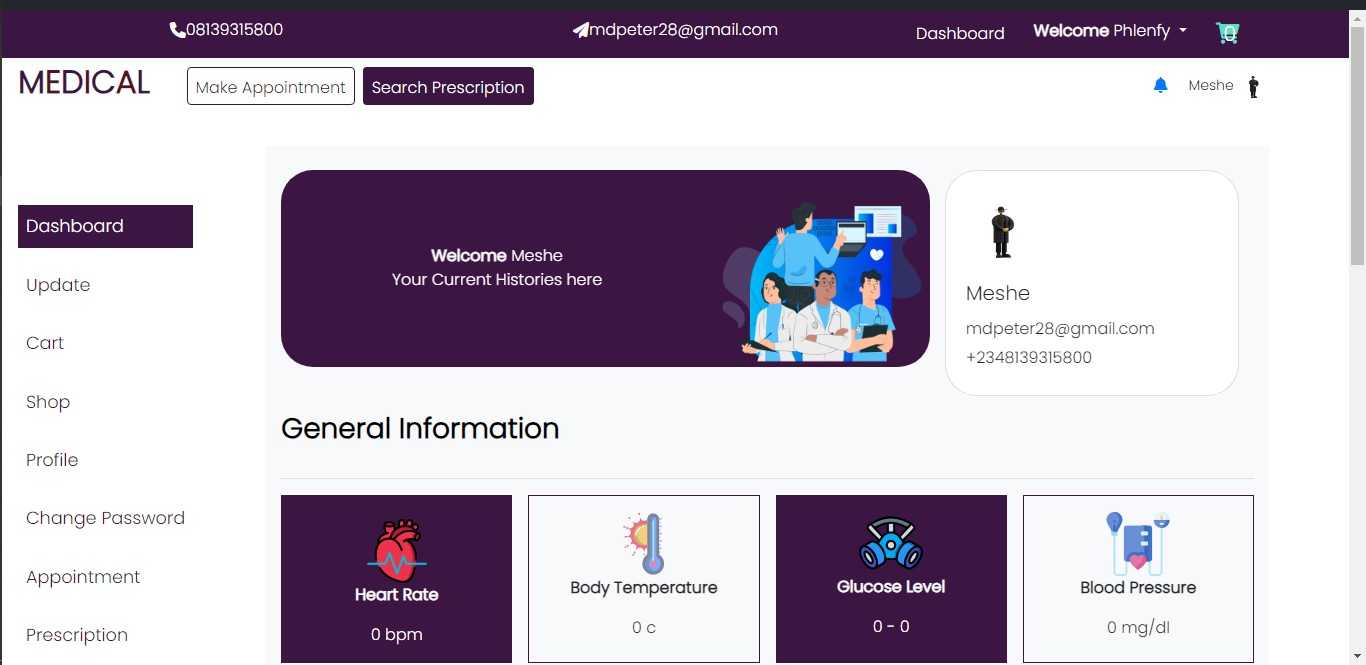 08139315800
mdpeter28@gmail.com
Dashboard
Welcome Phlenfy
0
MEDICAL
Make Appointment
Search Prescription
Meshe
Dashboard
Update
Cart
Shop
Profile
Change Password
Appointment
Prescription
Welcome Meshe
Your Current Histories here
Meshe
mdpeter28@gmail.com
+2348139315800
General Information
Heart Rate
0 bpm
Body Temperature
0 c
Glucose Level
0 - 0
Blood Pressure
0 mg/dl